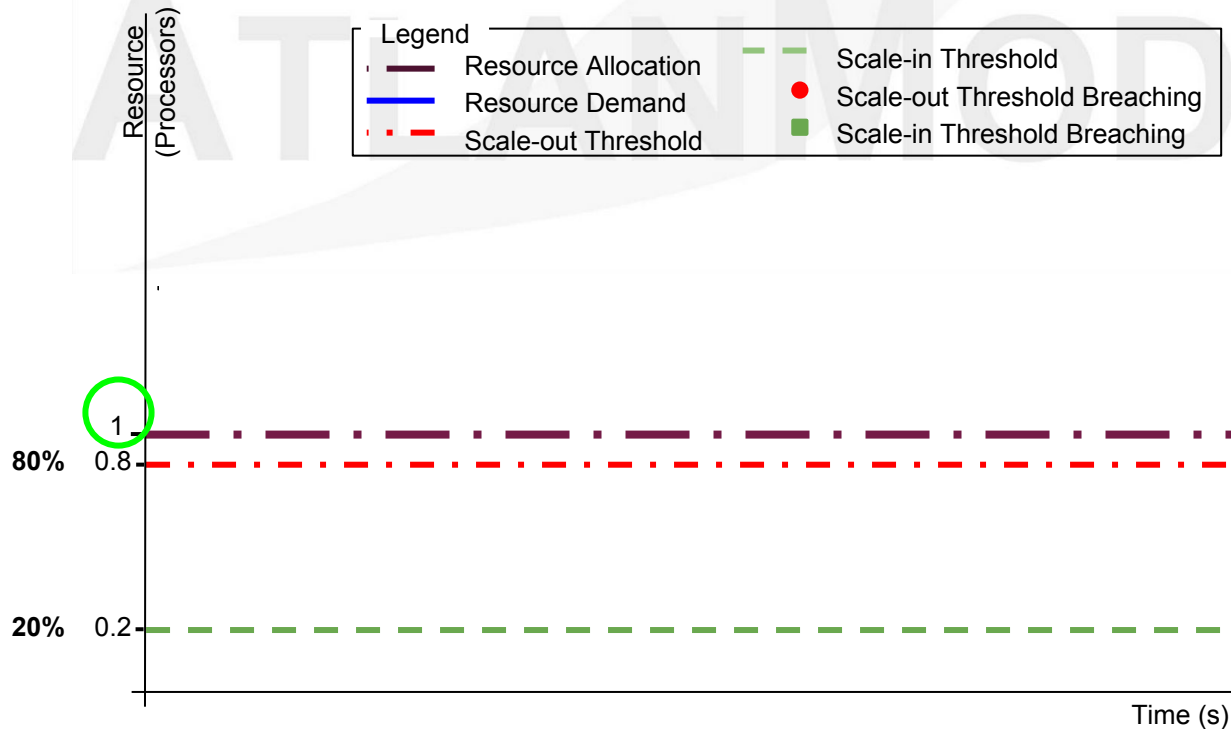 ATLANMOD
Resource
(Processors)
Legend
Resource Allocation
Resource Demand
Scale-out Threshold
Scale-in Threshold
Scale-out Threshold Breaching
Scale-in Threshold Breaching
1
80% 0.8
20% 0.2
Time (s)